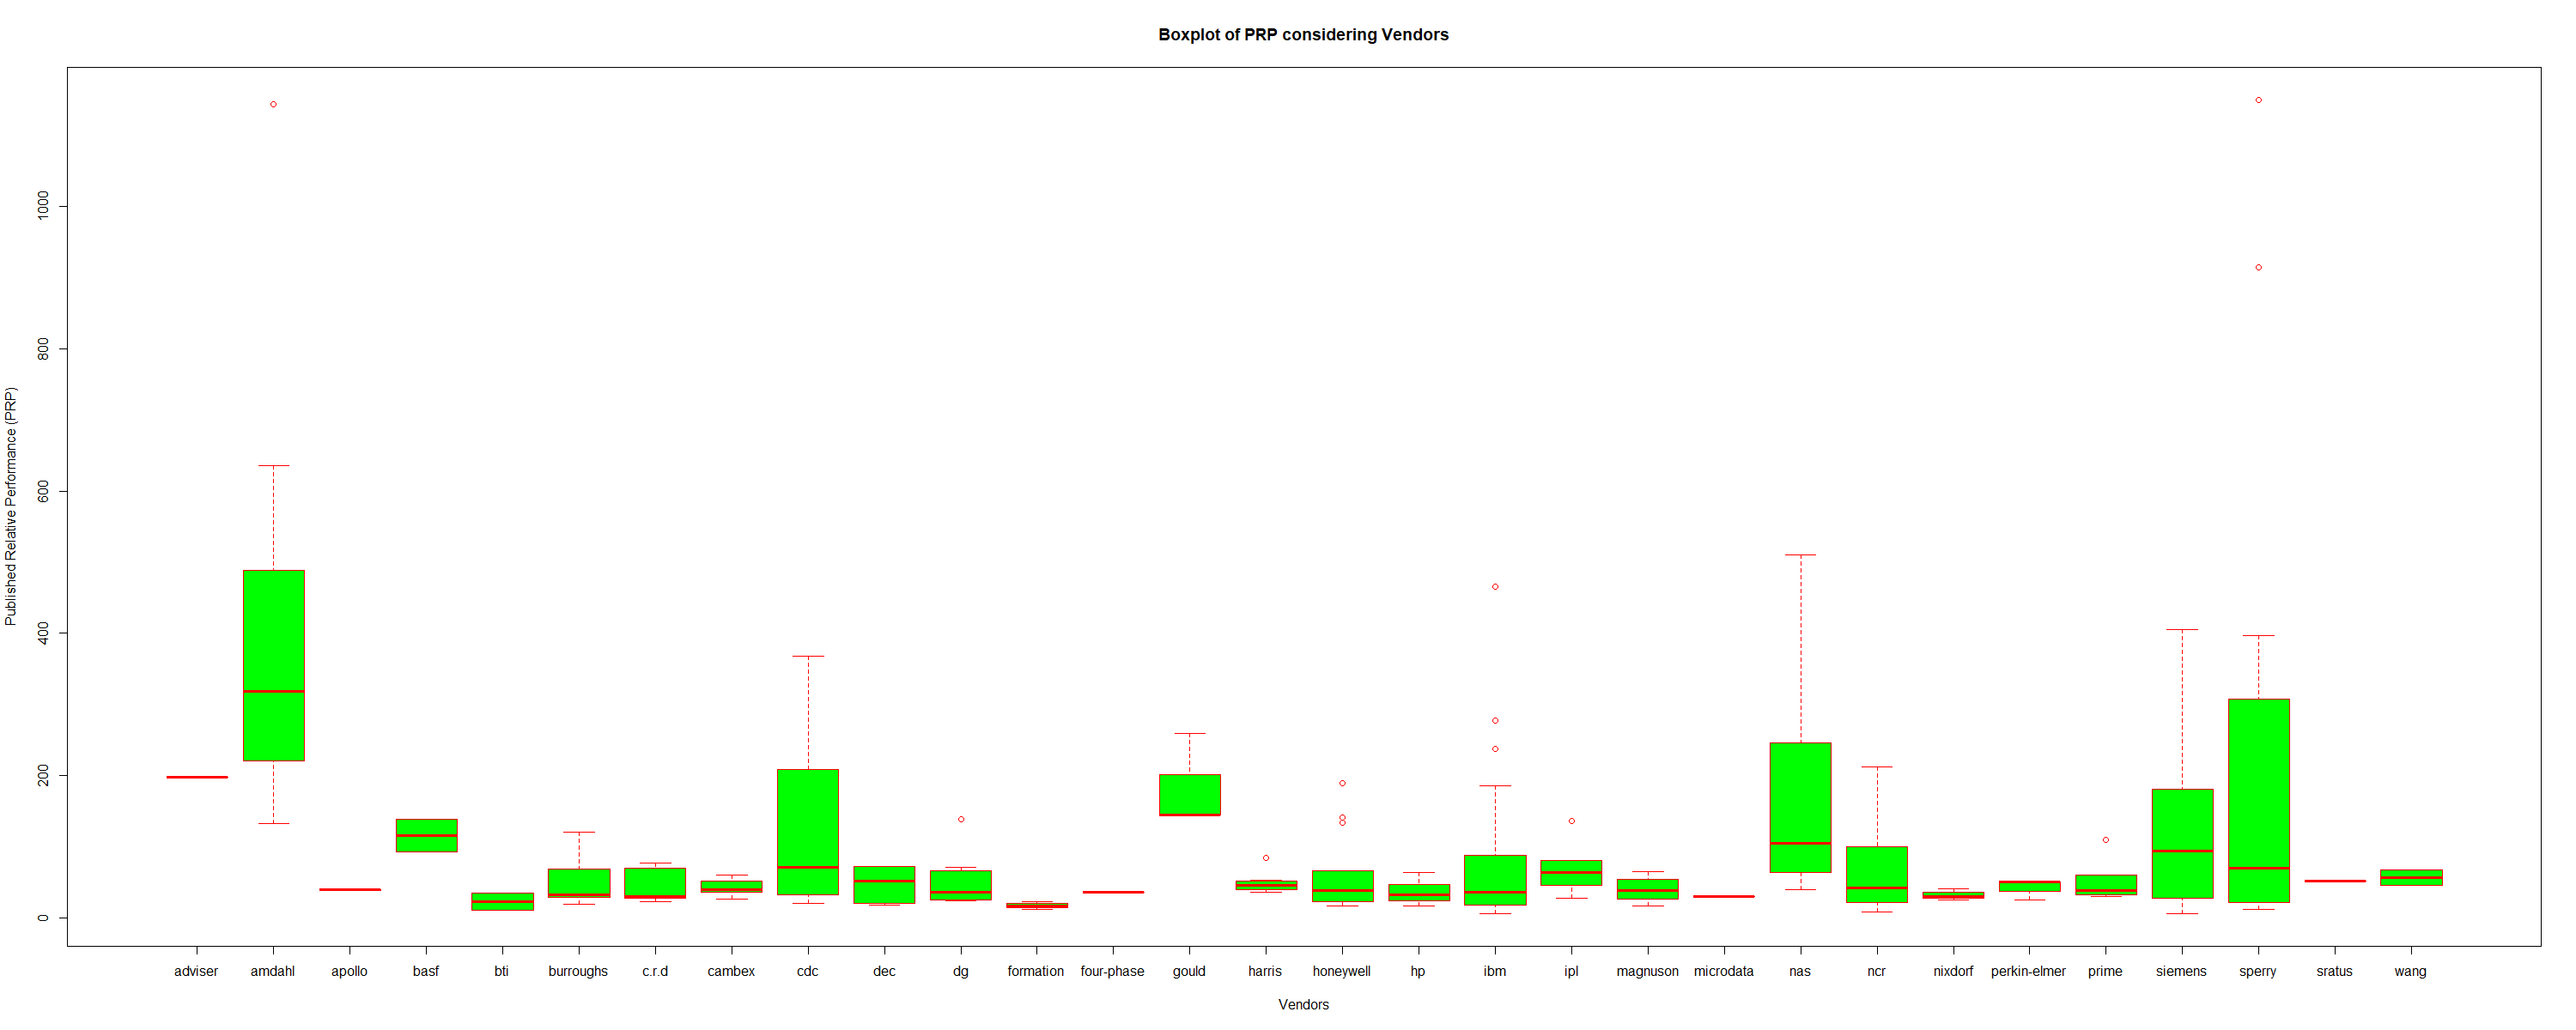 Boxplot of PRP considering Vendors
Published Relative Performance (PRP)
1000
800
600
400
200
0
adviser amdahl apollo basf bti burroughs c.r.d cambex cdc dec dg formation four-phase gould harris honeywell hp ibm ipl magnuson microdata nas ncr nixdorf perkin-elmer prime siemens sperry sratus wang
Vendors